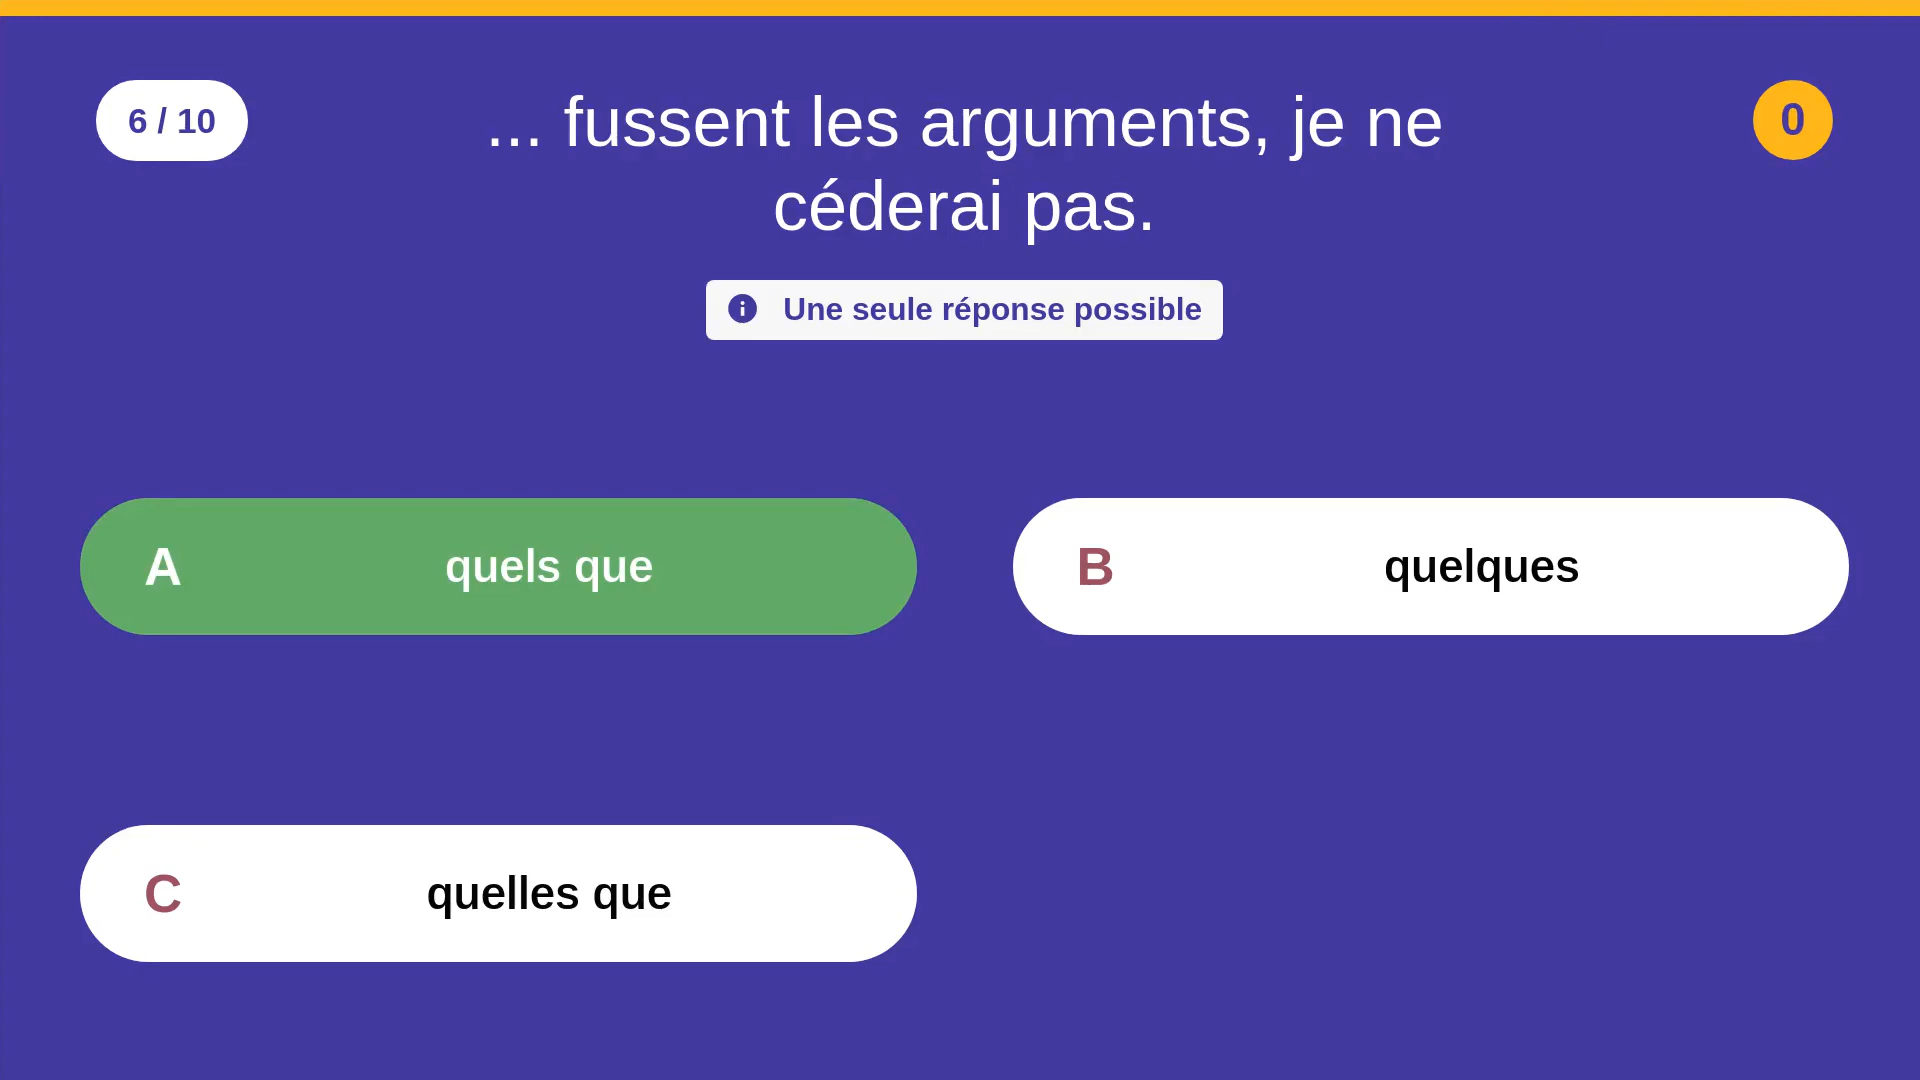 6 / 10
... fussent les arguments, je ne
céderai pas.
0
Une seule réponse possible
A quels que
B quelques
C quelles que